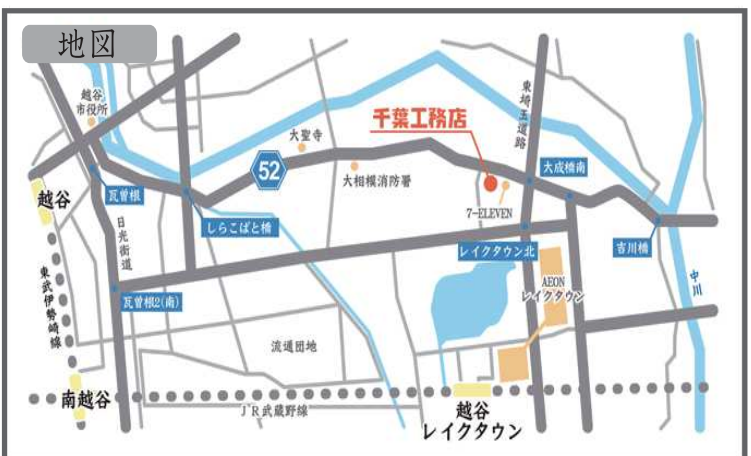 地図
越谷
市役所
千葉工務店
東埼玉道路
大聖寺
52
大相模消防署
大成橋南
瓦曽根
越谷
7-ELEVEN
しらこばと橋
日光街道
レイクタウン北
吉川橋
東武伊勢崎線
AEON
レイクタウン
中川
瓦曽根2(南)
流通団地
南越谷
JR武蔵野線
越谷
レイクタウン